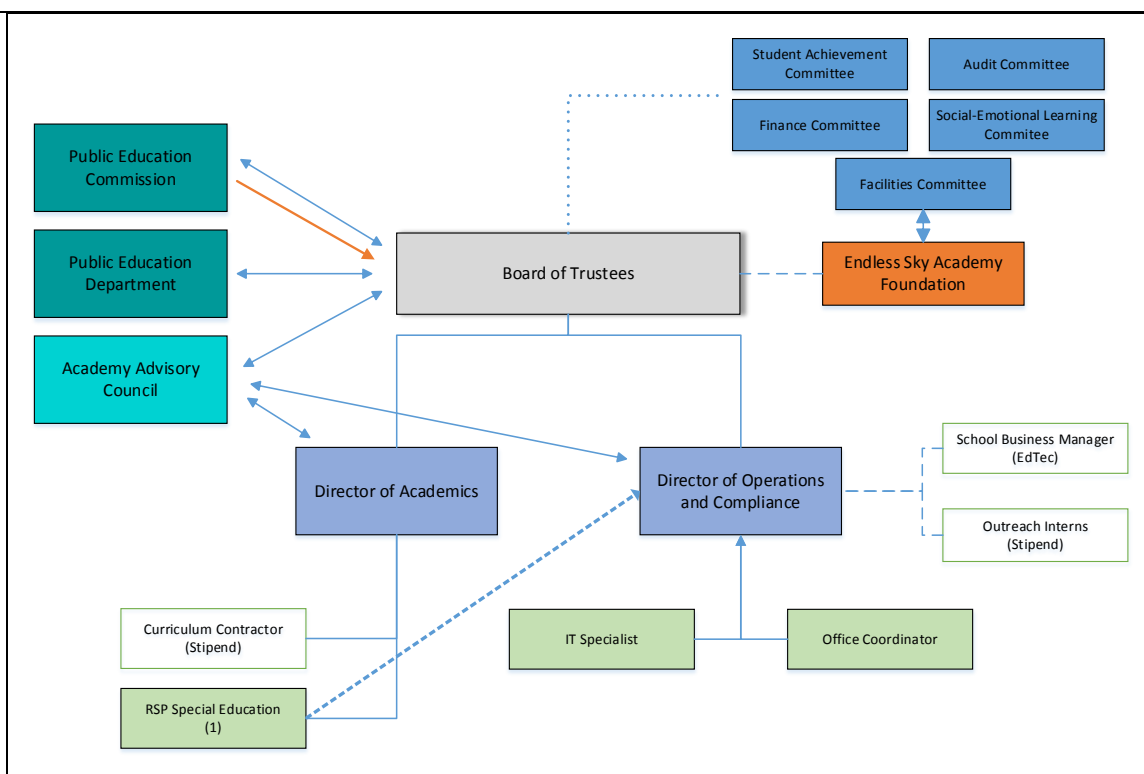 Student Achievement
Committee
Audit Committee
Finance Committee
Social-Emotional Learning
Commitee
Facilities Committee
Public Education
Commission
Public Education
Department
Academy Advisory
Council
Board of Trustees
Endless Sky Academy
Foundation
Director of Academics
Director of Operations
and Compliance
School Business Manager
(EdTec)
Outreach Interns
(Stipend)
Curriculum Contractor
(Stipend)
RSP Special Education
(1)
IT Specialist
Office Coordinator